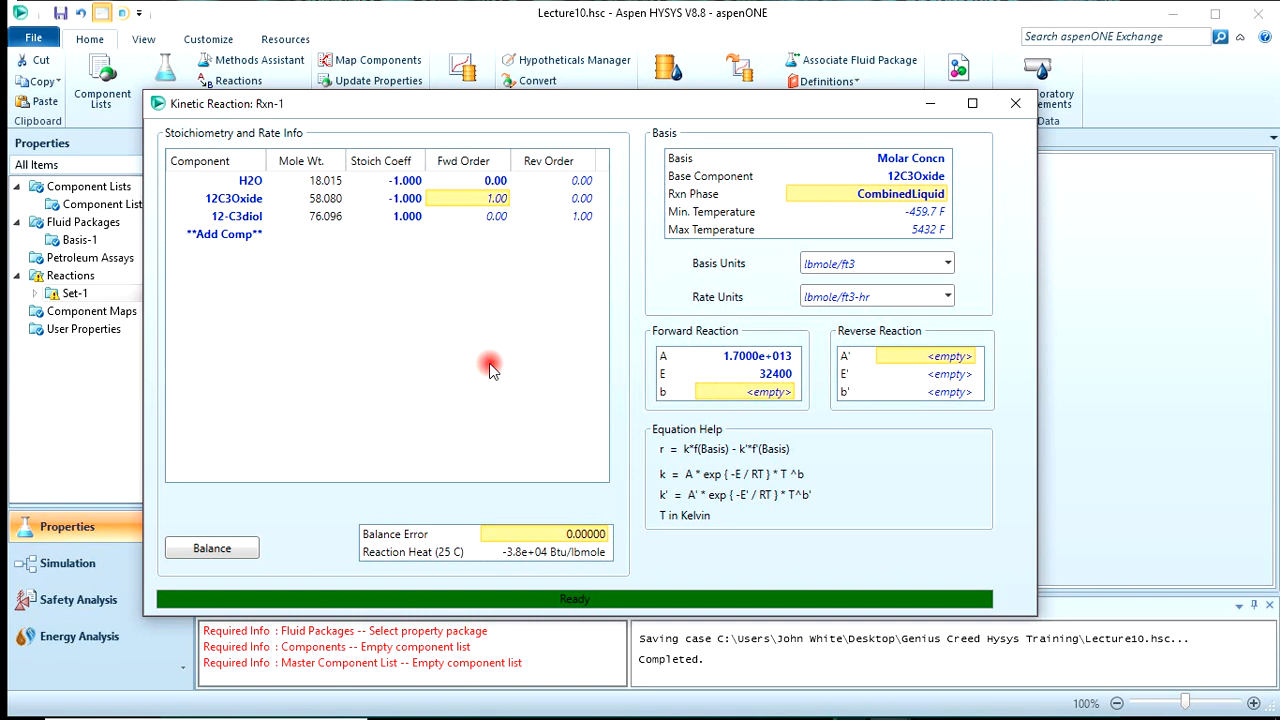 Lecture10.hsc - Aspen HYSYS V8.8 - aspenONE
File Home View Customize Resources
Search aspenONE Exchange
Cut
Copy
Paste
Clipboard
Component Lists
Methods Assistant
Reactions
Map Components
Update Properties
Hypotheticals Manager
Convert
Associate Fluid Package
Definitions
oratory
ements
Data
Properties
All Items
Component Lists
Component List
Fluid Packages
Basis-1
Petroleum Assays
Reactions
Set-1
Component Maps
User Properties
Properties
Simulation
Safety Analysis
Energy Analysis
Kinetic Reaction: Rxn-1
Stoichiometry and Rate Info
Component Mole Wt. Stoich Coeff Fwd Order Rev Order
H2O 18.015 -1.000 0.00 0.00
12C3Oxide 58.080 -1.000 1.00 0.00
12-C3diol 76.096 1.000 0.00 1.00
**Add Comp**
Balance
Balance Error 0.00000
Reaction Heat (25 C) -3.8e+04 Btu/lbmole
Basis
Basis Molar Concn
Base Component 12C3Oxide
Rxn Phase CombinedLiquid
Min. Temperature -459.7 F
Max Temperature 5432 F
Basis Units lbmole/ft3
Rate Units lbmole/ft3-hr
Forward Reaction
A 1.7000e+013
E 32400
b <empty>
Reverse Reaction
A' <empty>
E' <empty>
b' <empty>
Equation Help
r = k*f(Basis) - k'*f'(Basis)
k = A * exp { -E / RT } * T ^b
k' = A' * exp { -E' / RT } * T^b'
T in Kelvin
Ready
Required Info : Fluid Packages -- Select property package
Required Info : Components -- Empty component list
Required Info : Master Component List -- Empty component list
Saving case C:\Users\John White\Desktop\Genius Creed Hysys Training\Lecture10.hsc...
Completed.
100%